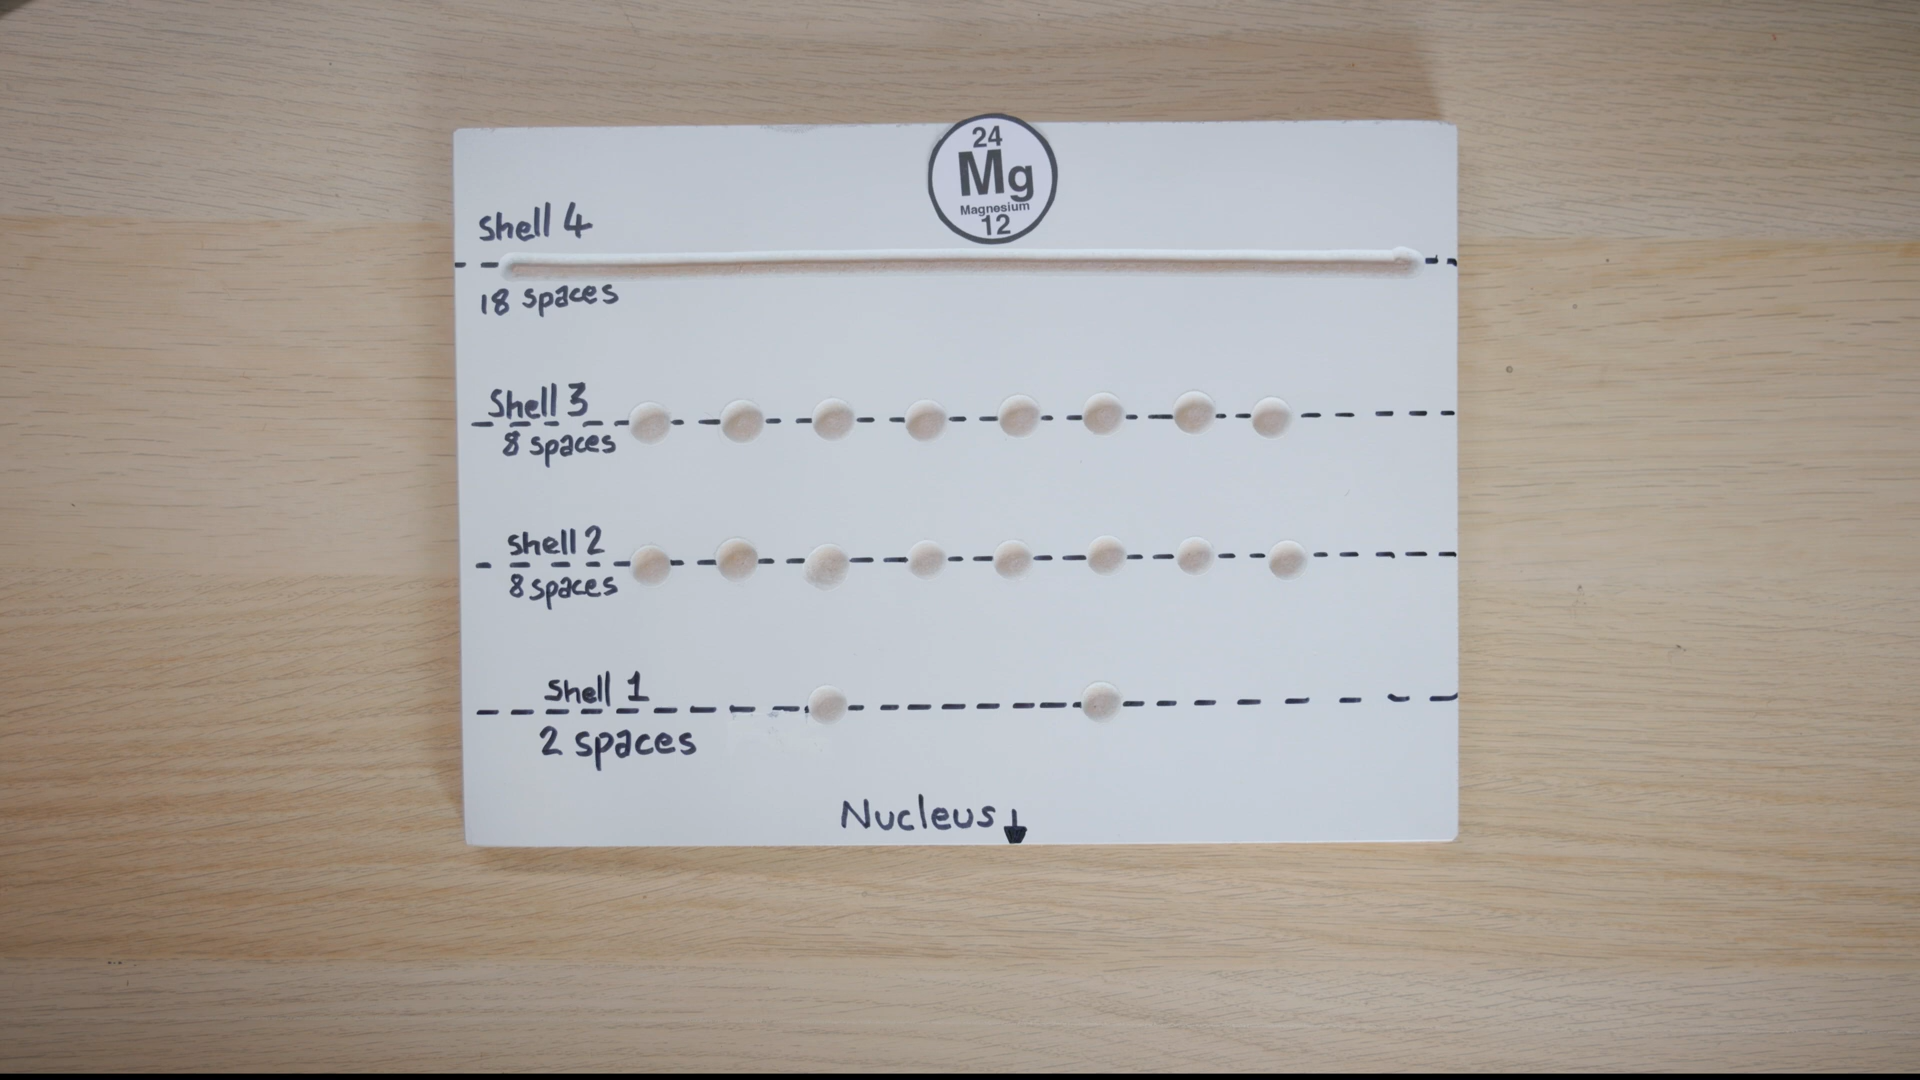 24
Mg
Magnesium
12
Shell 4
18 spaces
Shell 3
8 spaces
Shell 2
8 spaces
Shell 1
2 spaces
Nucleus